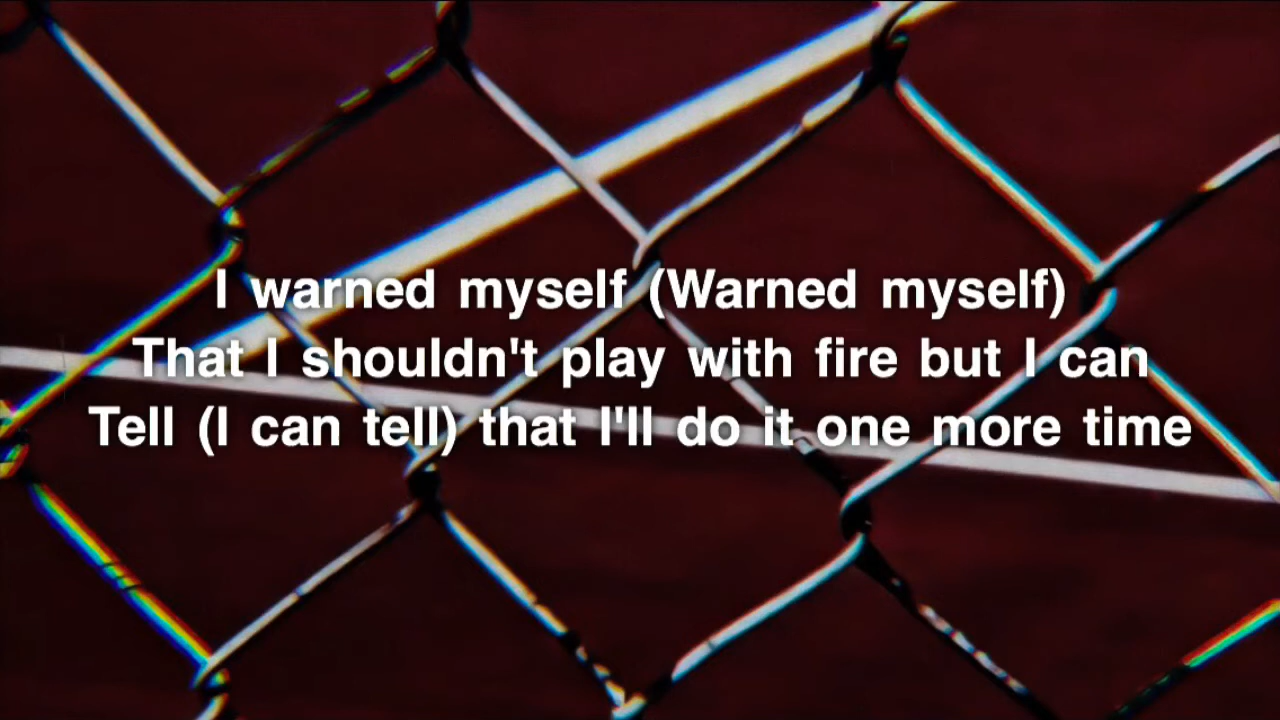 I warned myself (Warned myself)
That I shouldn't play with fire but I can
Tell (I can tell) that I'll do it one more time